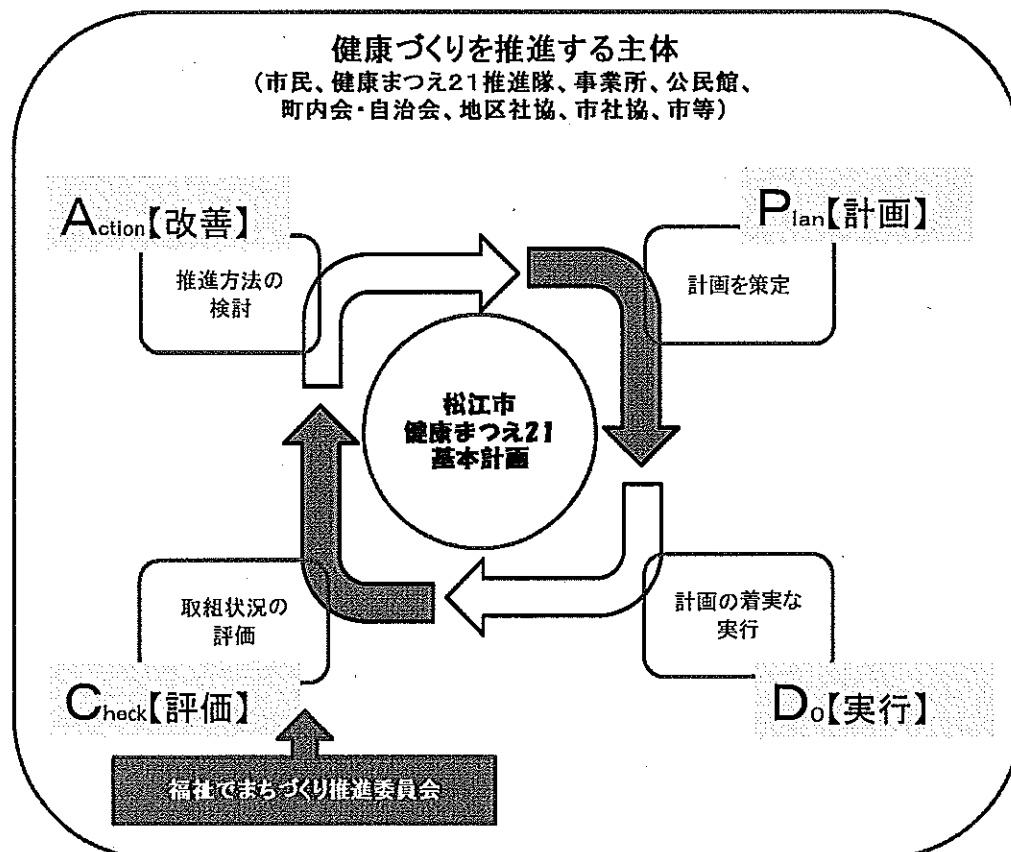 健康づくりを推進する主体
(市民、健康まつえ21推進隊、事業所、公民館、
町内会・自治会、地区社協、市社協、市等)
Action【改善】
推進方法の
検討
Plan【計画】
計画を策定
松江市
健康まつえ21
基本計画
取組状況の
評価
Check【評価】
計画の着実な
実行
Do【実行】
福祉でまちづくり推進委員会